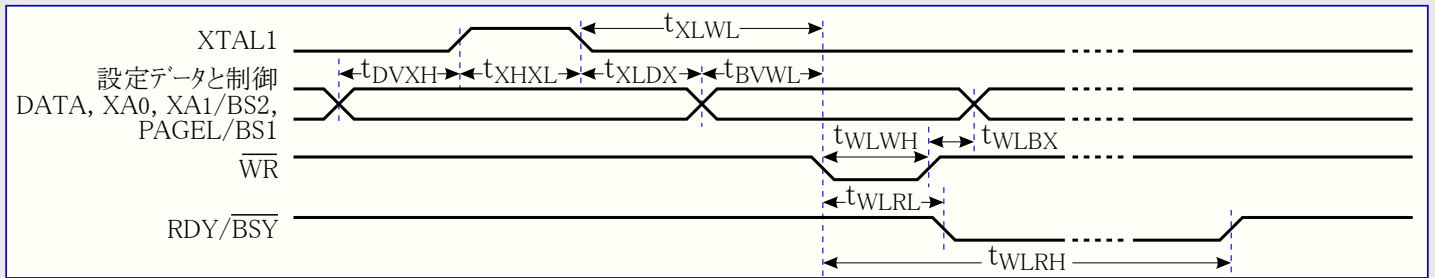 XTAL1
tXLWL
設定データと制御
DATA, XA0, XA1/BS2,
PAGEL/BS1
tDVXH tXHXL tXLDX tBVWL
tWLWH tWLBX
WR
tWLRL
RDY/BSY
tWLRH